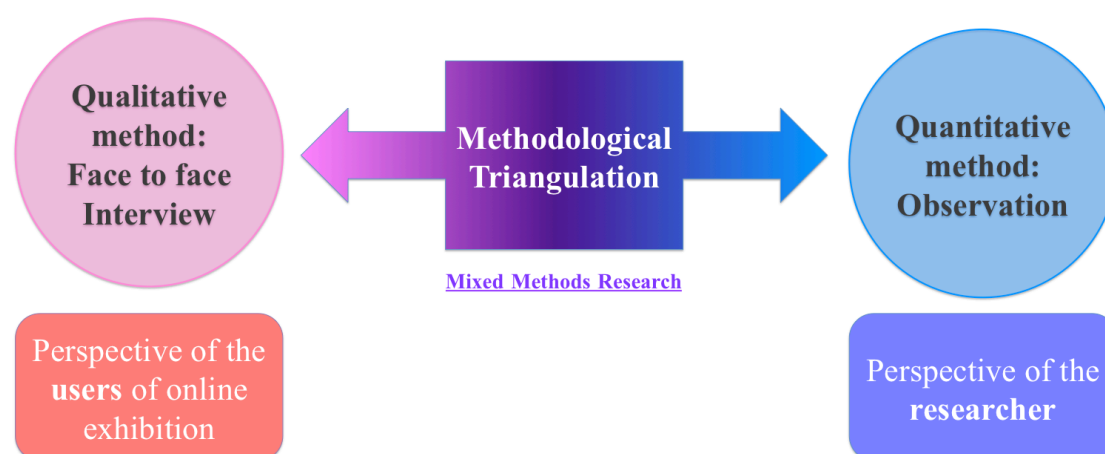 Qualitative
method:
Face to face
Interview
Methodological
Triangulation
Mixed Methods Research
Quantitative
method:
Observation
Perspective of the
users of online
exhibition
Perspective of the
researcher